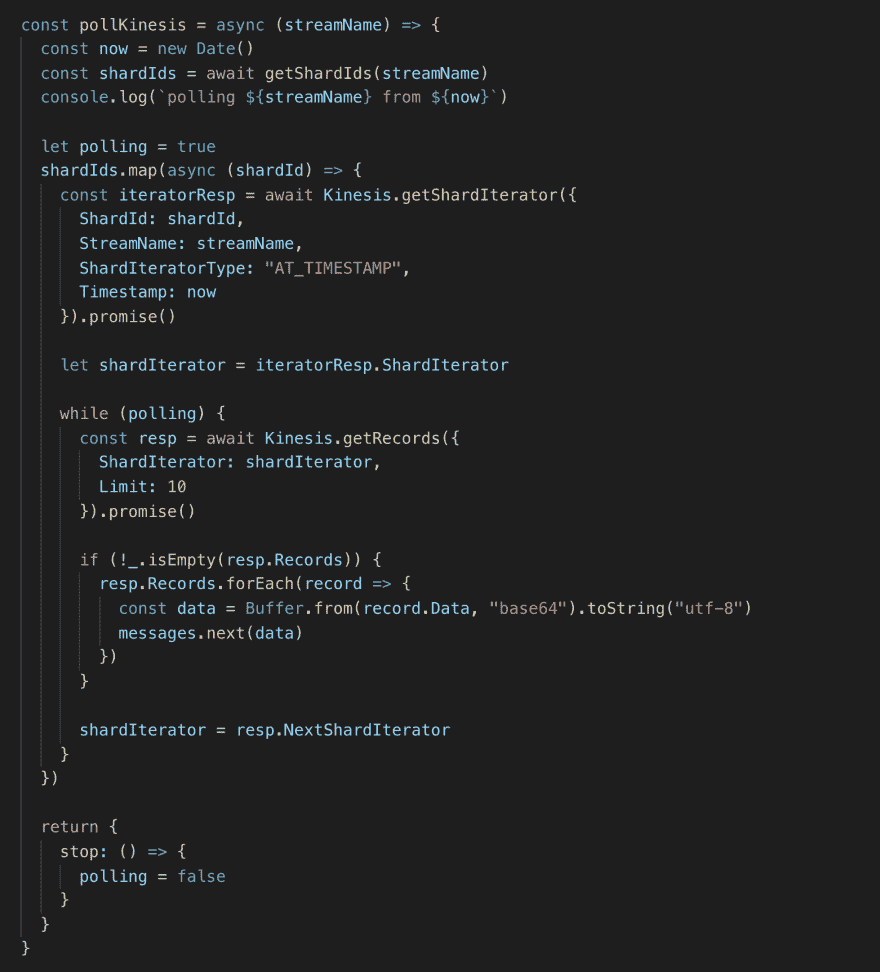 const pollKinesis = async (streamName) => {
  const now = new Date()
  const shardIds = await getShardIds(streamName)
  console.log(`polling ${streamName} from ${now}`)

  let polling = true
  shardIds.map(async (shardId) => {
    const iteratorResp = await Kinesis.getShardIterator({
      ShardId: shardId,
      StreamName: streamName,
      ShardIteratorType: "AT_TIMESTAMP",
      Timestamp: now
    }).promise()

    let shardIterator = iteratorResp.ShardIterator

    while (polling) {
      const resp = await Kinesis.getRecords({
        ShardIterator: shardIterator,
        Limit: 10
      }).promise()

      if (!_.isEmpty(resp.Records)) {
        resp.Records.forEach(record => {
          const data = Buffer.from(record.Data, "base64").toString("utf-8")
          messages.next(data)
        })
      }

      shardIterator = resp.NextShardIterator
    }
  })

  return {
    stop: () => {
      polling = false
    }
  }
}